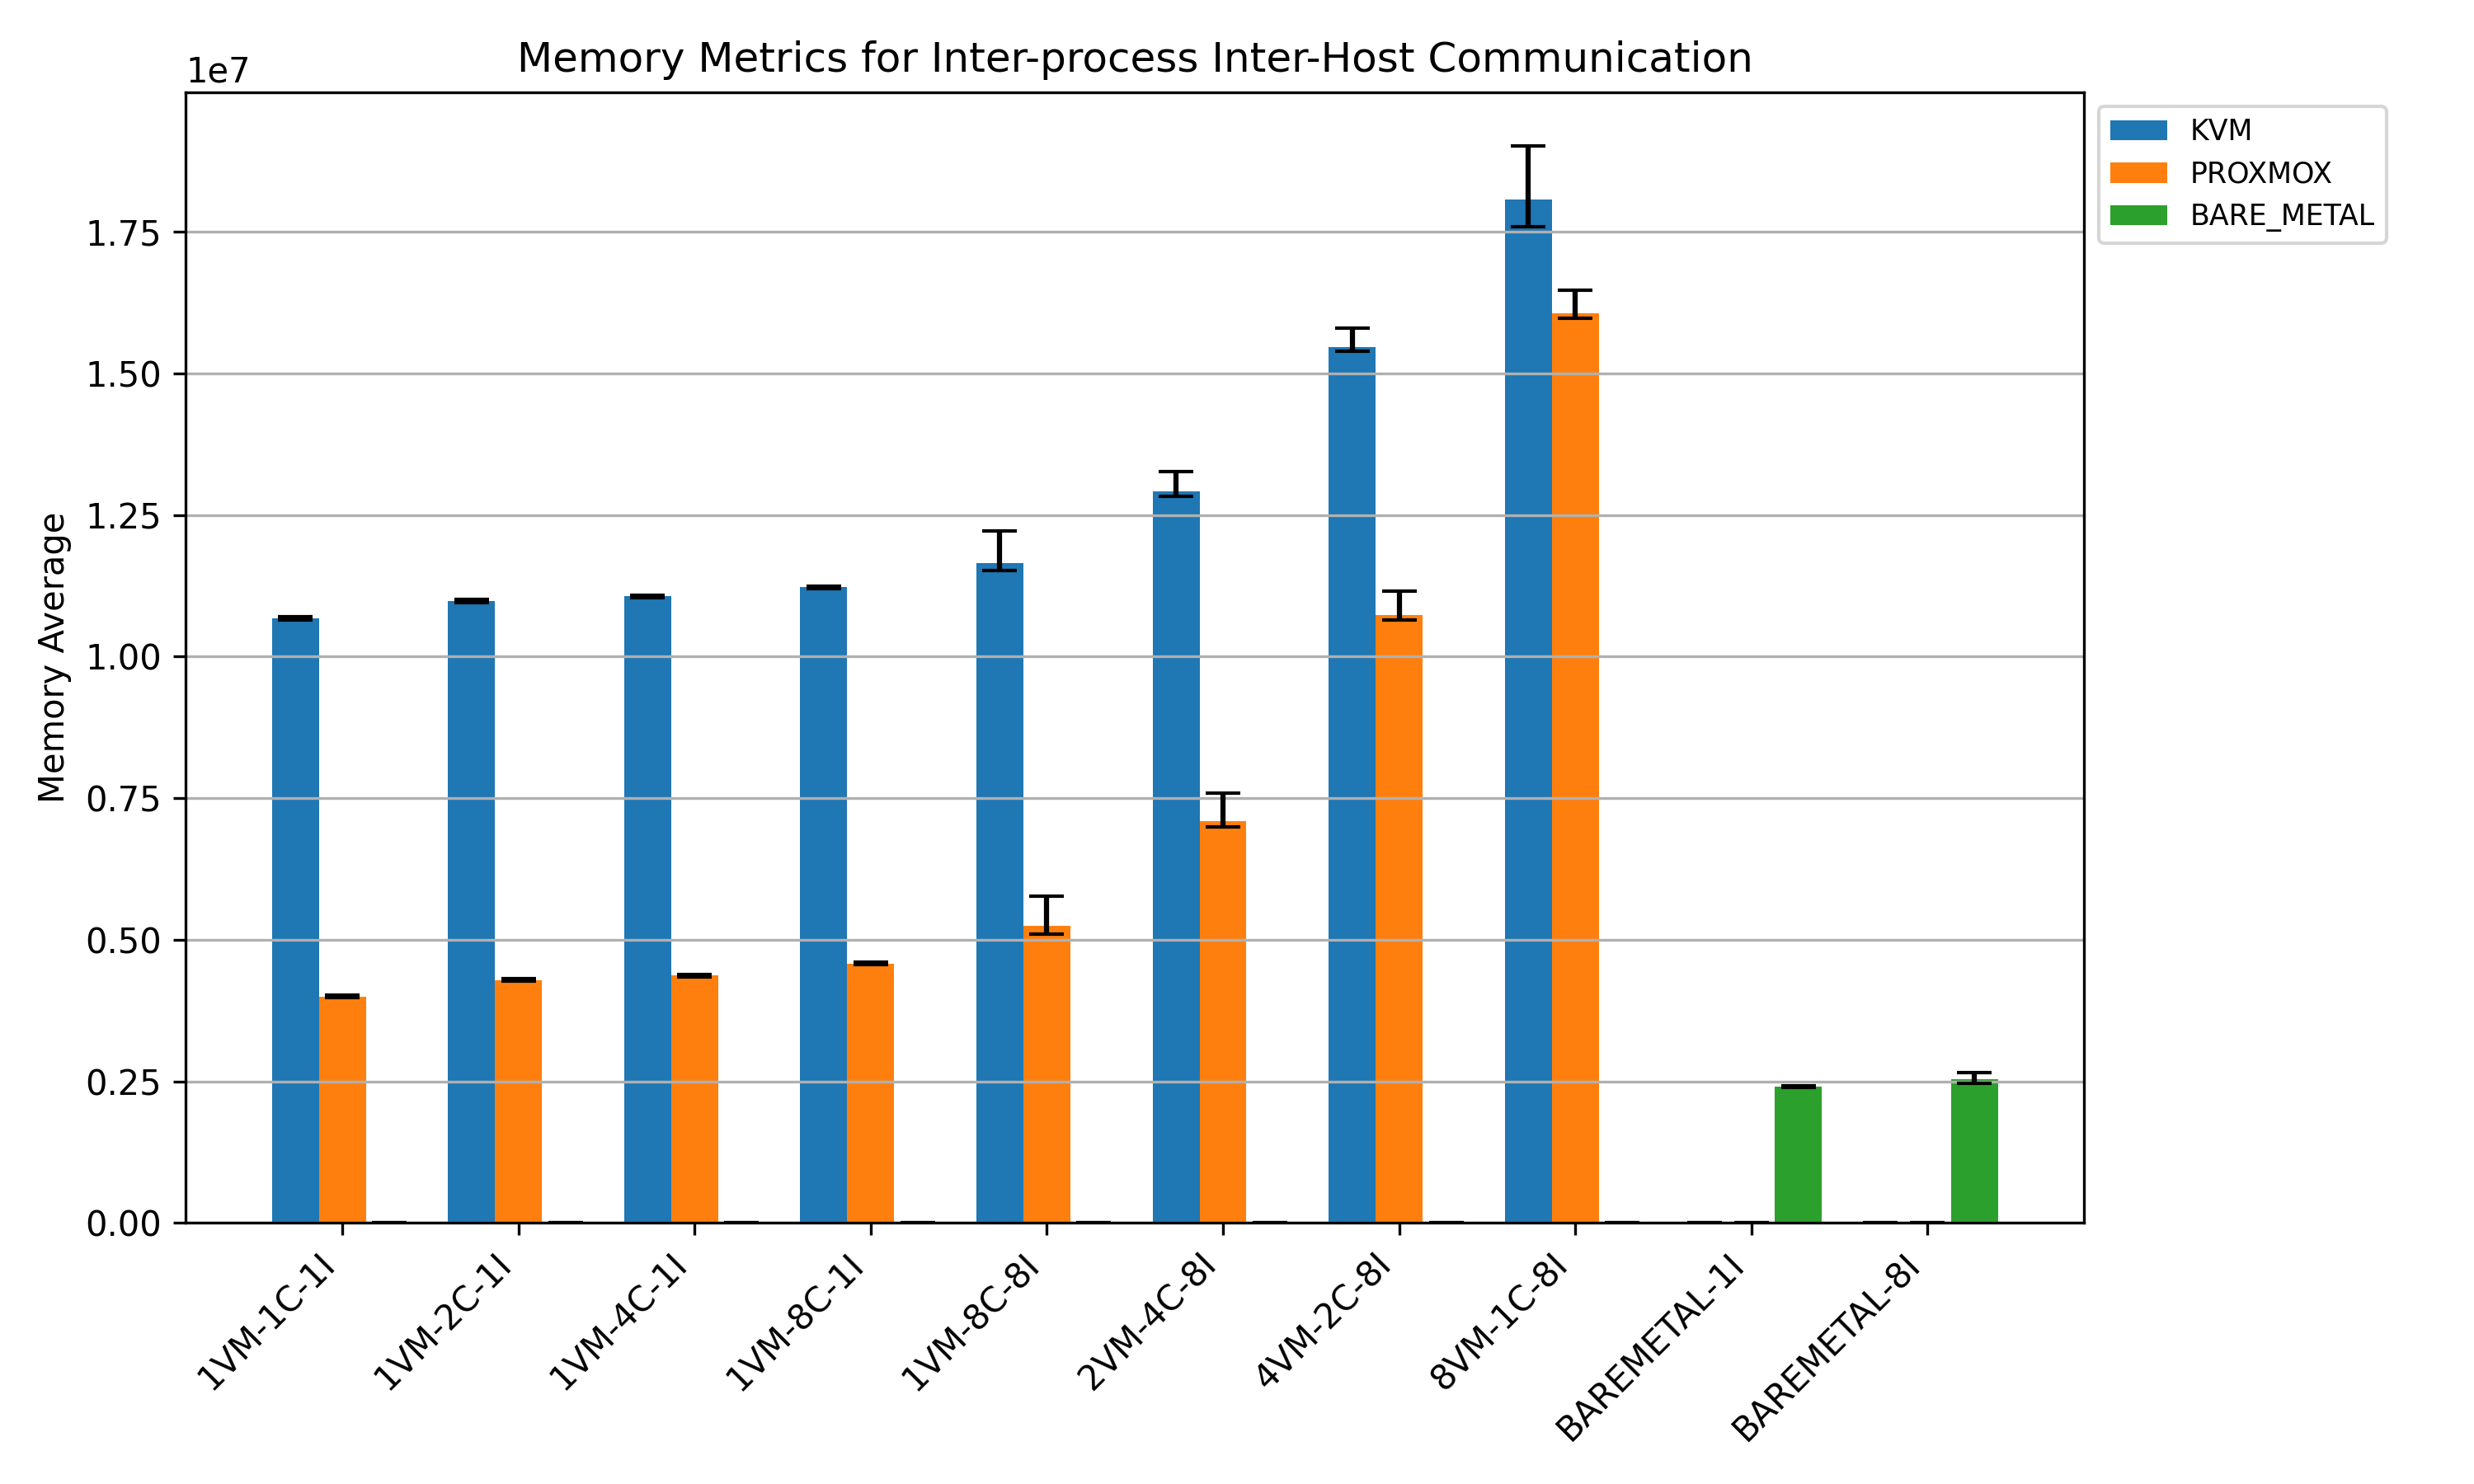 Memory Metrics for Inter-process Inter-Host Communication
1e7
KVM
PROXMOX
BARE_METAL
1.75
1.50
1.25
1.00
0.75
0.50
0.25
0.00
Memory Average
1VM-1C-1I
1VM-2C-1I
1VM-4C-1I
1VM-8C-1I
1VM-8C-8I
2VM-4C-8I
4VM-2C-8I
8VM-1C-8I
BAREMETAL-1I
BAREMETAL-8I